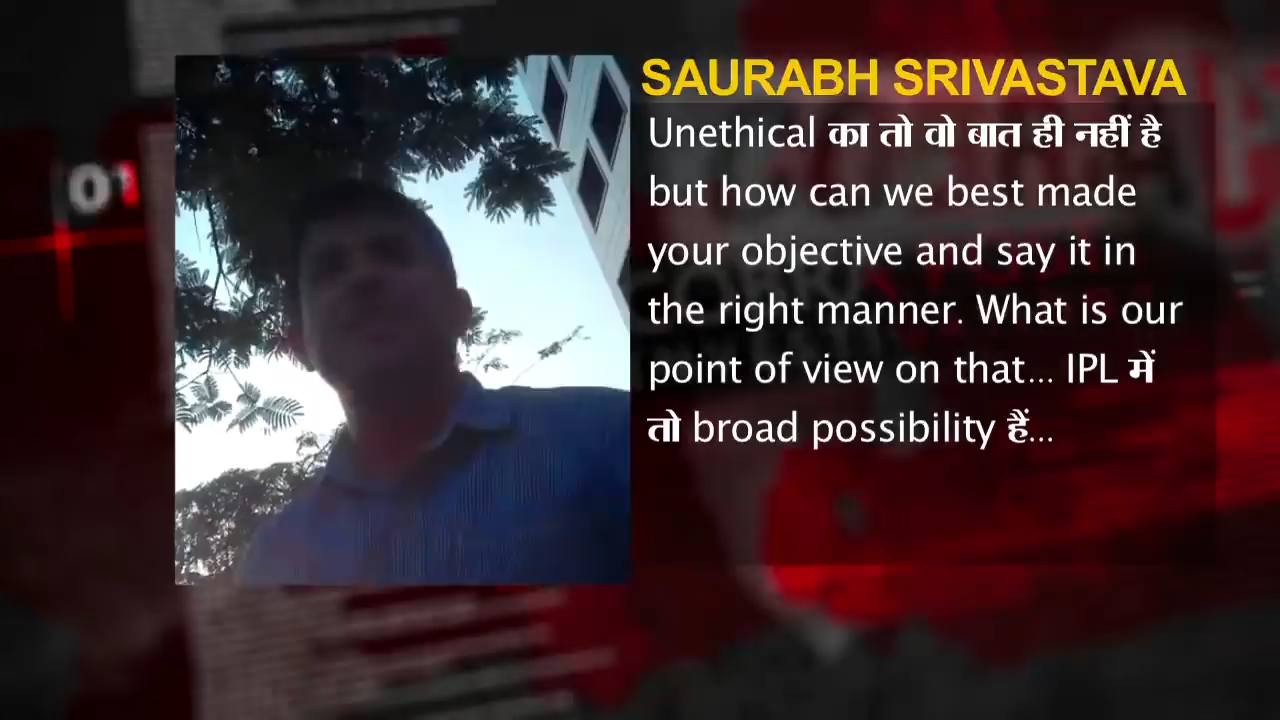 SAURABH SRIVASTAVA
Unethical का तो वो बात ही नहीं है
but how can we best made
your objective and say it in
the right manner. What is our
point of view on that... IPL में
तो broad possibility हैं...